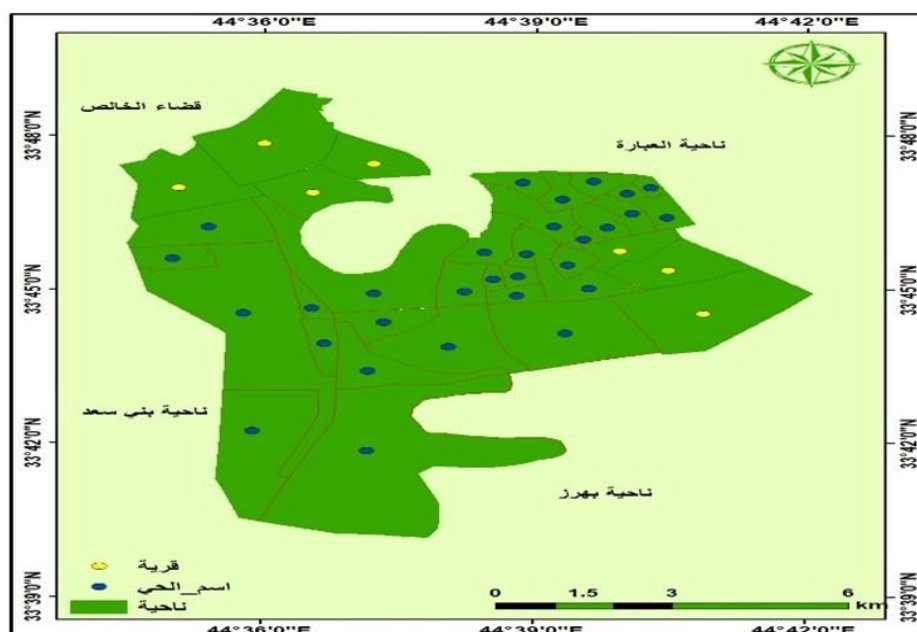 44°36'0"E 44°39'0"E 44°42'0"E
قضاء الخالص
33°48'0"N 33°48'0"N
ناحية العبارة
33°45'0"N 33°45'0"N
ناحية بني سعد
33°42'0"N 33°42'0"N
ناحية بهرز
قرية
اسم_الحي
ناحية
0 1.5 3 6
km
33°39'0"N 33°39'0"N
44°36'0"E 44°39'0"E 44°42'0"E